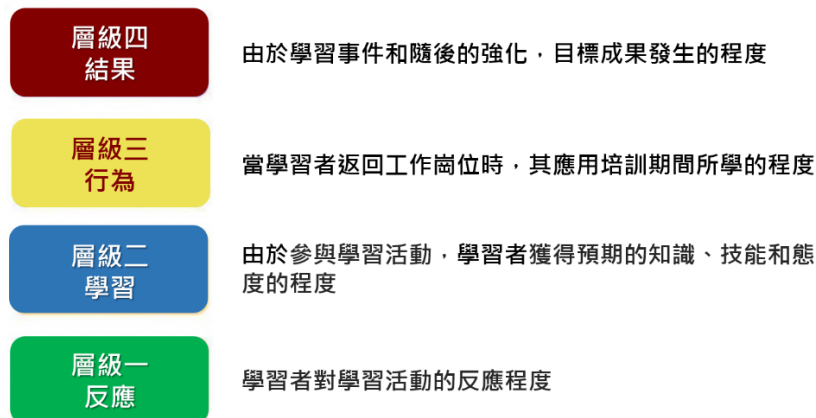 層級四
結果
由於學習事件和隨後的強化，目標成果發生的程度
層級三
行為
當學習者返回工作崗位時，其應用培訓期間所學的程度
層級二
學習
由於參與學習活動，學習者獲得預期的知識、技能和態
度的程度
層級一
反應
學習者對學習活動的反應程度